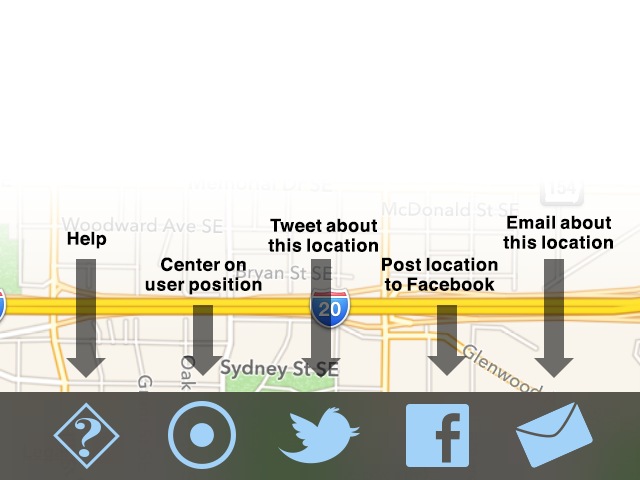 154
McDonald St SE
Woodward Ave SE
Help
Tweet about
this location
Email about
this location
Center on
user position
Bryan St SE
Post location
to Facebook
20
Sydney St SE
Oak
Glenwood
?
f